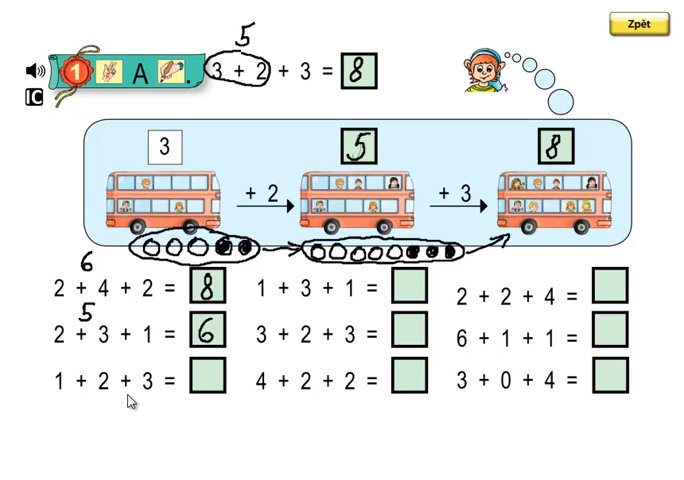 Zpět
5
1 A . 3 + 2 + 3 = 8
IC
3 5 8
+ 2 + 3
6
2 + 4 + 2 = 8 1 + 3 + 1 = 2 + 2 + 4 =
5
2 + 3 + 1 = 6 3 + 2 + 3 = 6 + 1 + 1 =
1 + 2 + 3 = 4 + 2 + 2 = 3 + 0 + 4 =